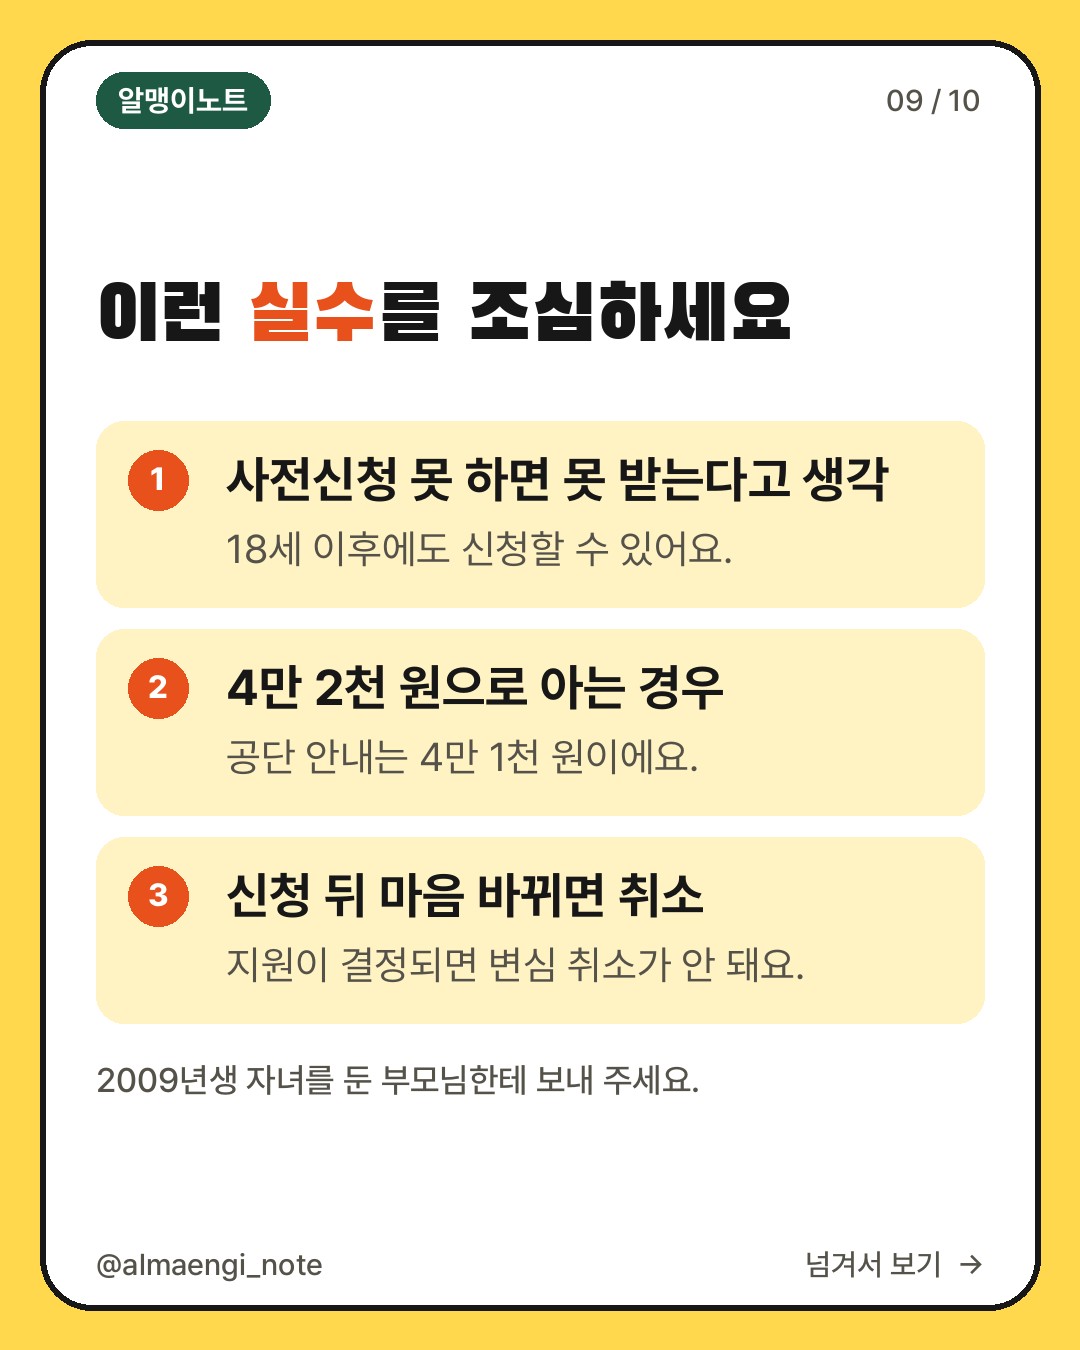 알맹이노트
09 / 10
이런 실수를 조심하세요
1 사전신청 못 하면 못 받는다고 생각
18세 이후에도 신청할 수 있어요.
2 4만 2천 원으로 아는 경우
공단 안내는 4만 1천 원이에요.
3 신청 뒤 마음 바뀌면 취소
지원이 결정되면 변심 취소가 안 돼요.
2009년생 자녀를 둔 부모님한테 보내 주세요.
@almaengi_note
넘겨서 보기 →